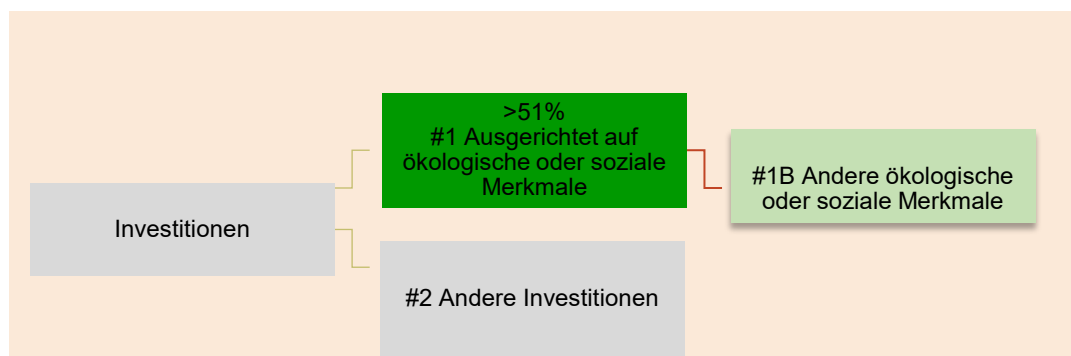 Investitionen
>51%
#1 Ausgerichtet auf
ökologische oder soziale
Merkmale
#1B Andere ökologische
oder soziale Merkmale
#2 Andere Investitionen